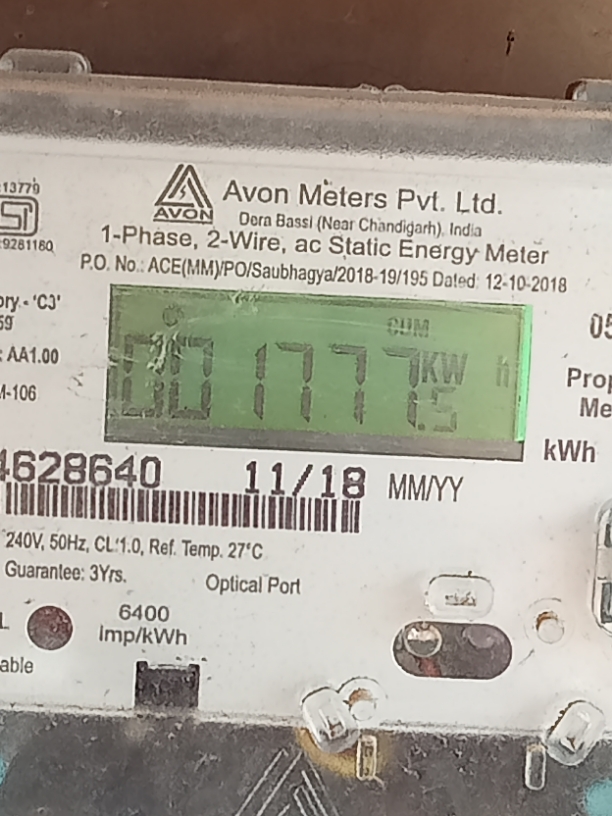 13779
9281160
AVON
Avon Meters Pvt. Ltd.
Dera Bassi (Near Chandigarh), India
1-Phase, 2-Wire, ac Static Energy Meter
P.O. No.: ACE(MM)/PO/Saubhagya/2018-19/195 Dated: 12-10-2018
ory.- 'C3'
59
: AA1.00
M-106
CUM
001777.5 KW h
05
Prop
Me
kWh
4628640 11/18 MM/YY
240V, 50Hz, CL:1.0, Ref. Temp. 27°C
Guarantee: 3Yrs. Optical Port
6400
Imp/kWh
L
able